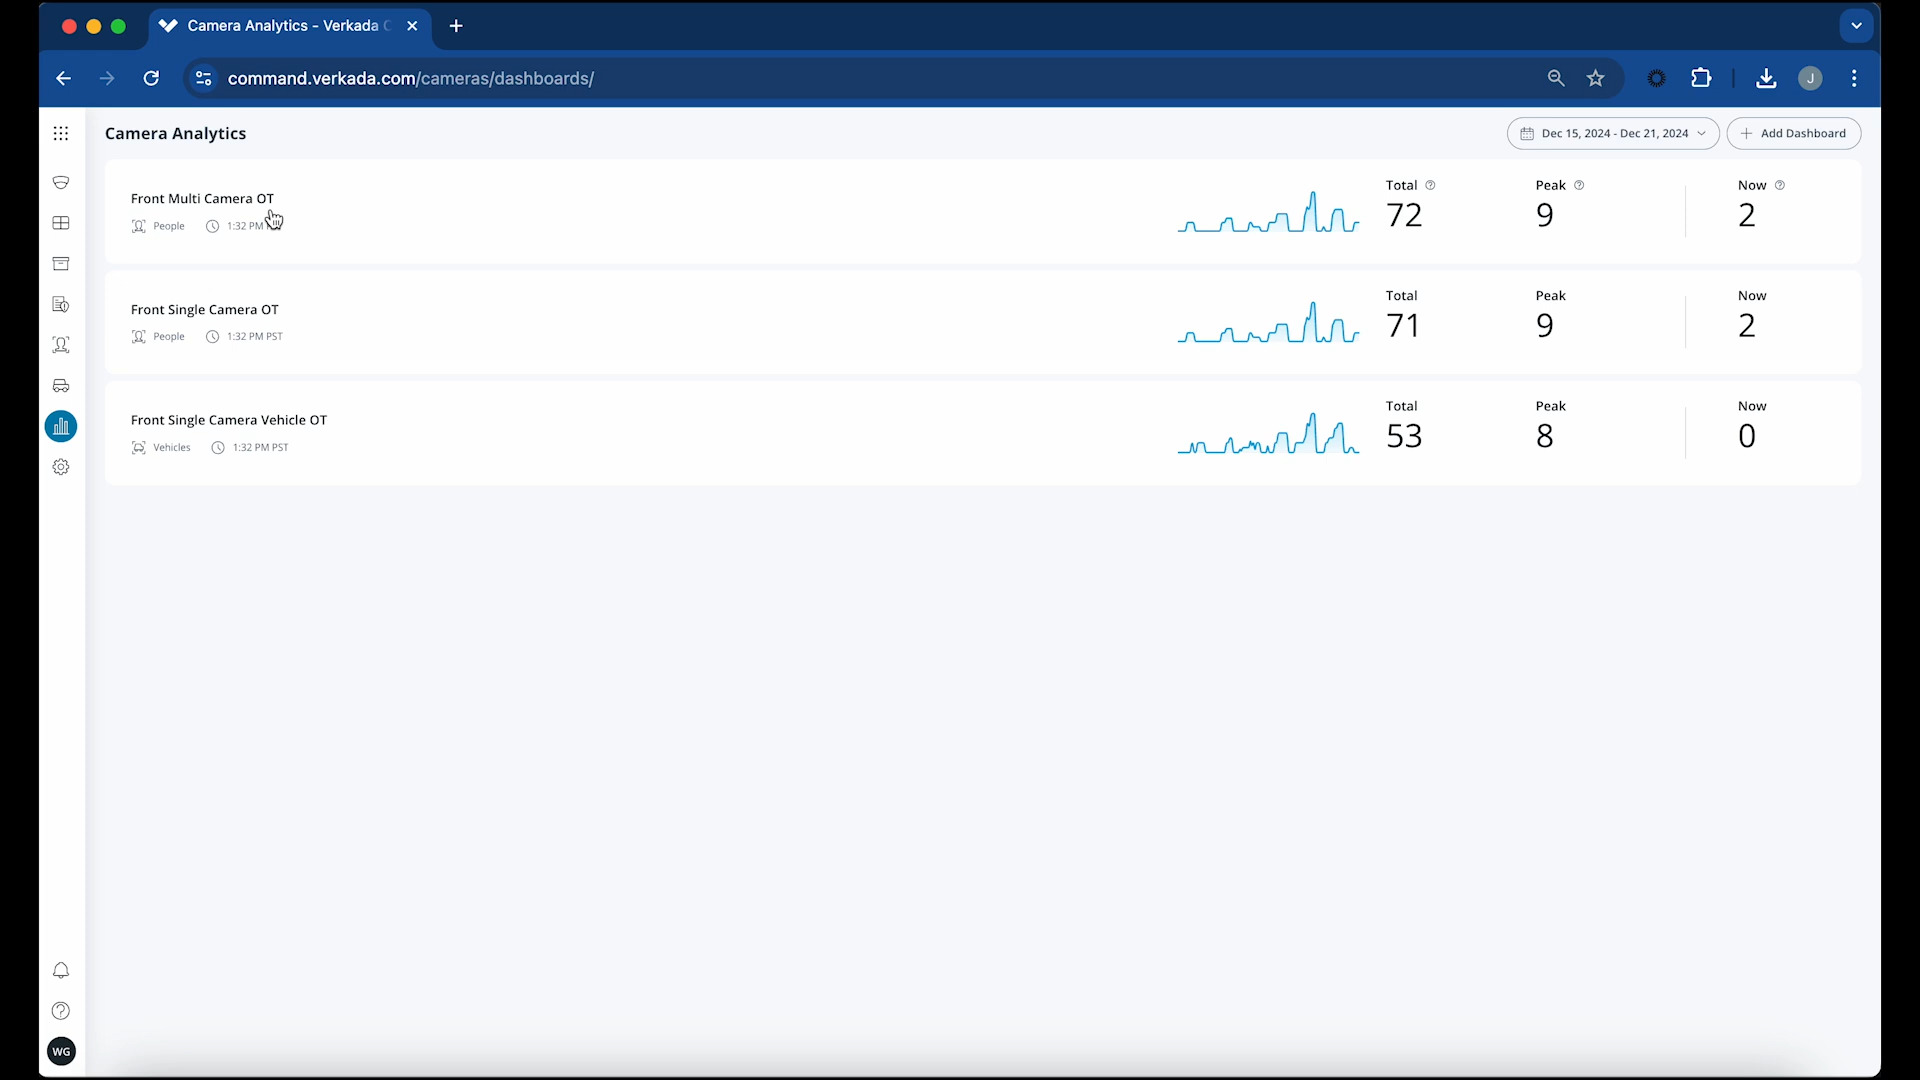 Camera Analytics - Verkada C
command.verkada.com/cameras/dashboards/
J
Camera Analytics
Dec 15, 2024 - Dec 21, 2024
Add Dashboard
Front Multi Camera OT
People 1:32 PM
Total 72
Peak 9
Now 2
Front Single Camera OT
People 1:32 PM PST
Total 71
Peak 9
Now 2
Front Single Camera Vehicle OT
Vehicles 1:32 PM PST
Total 53
Peak 8
Now 0
WG